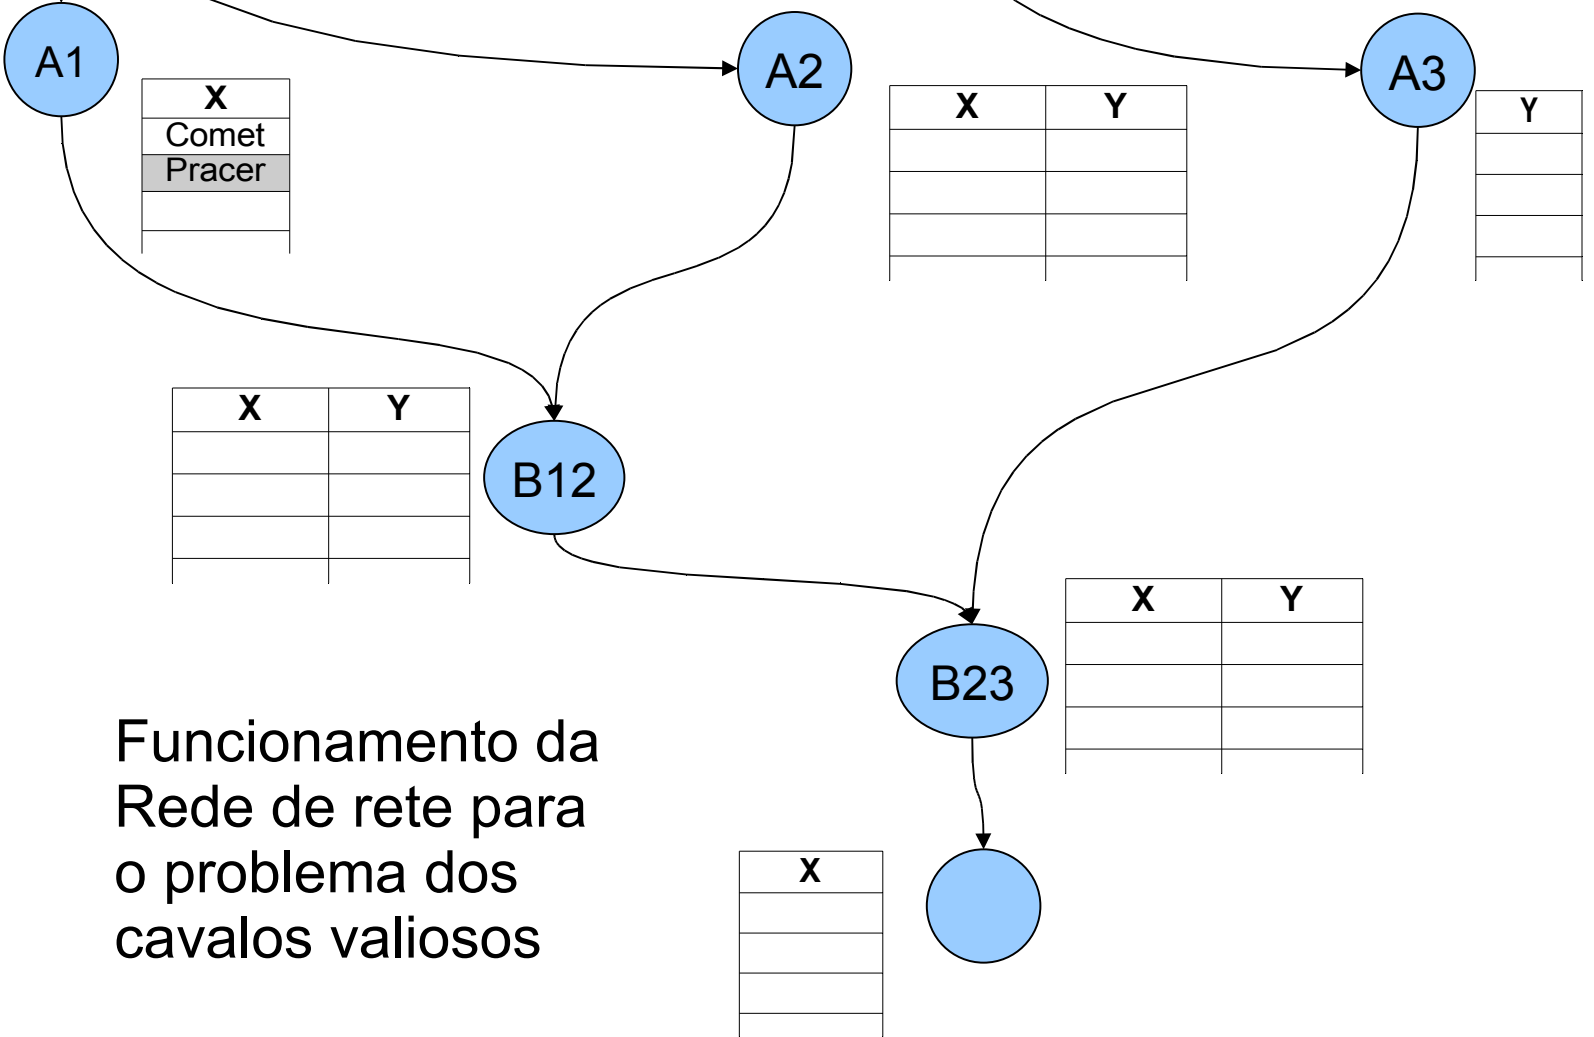 A1
A2
A3
X
Comet
Pracer
X Y
Y
X Y
B12
X Y
B23
Funcionamento da
Rede de rete para
o problema dos
cavalos valiosos
X